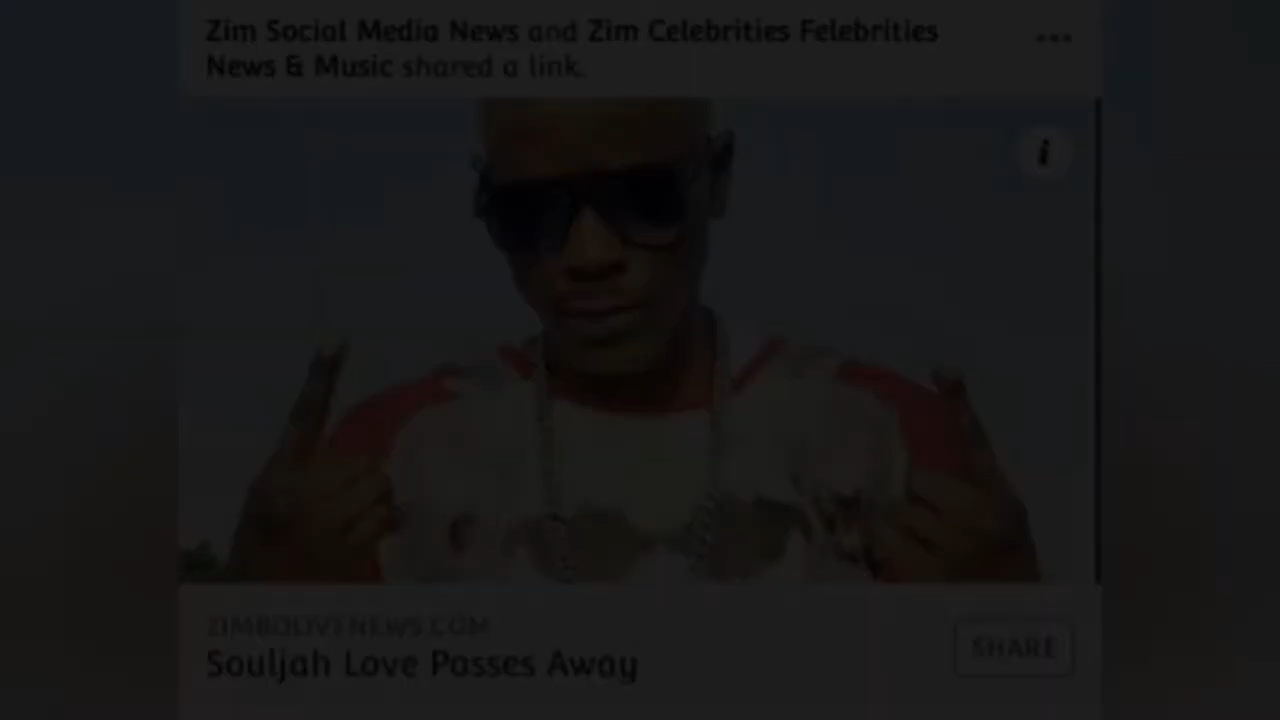 Zim Social Media News and Zim Celebrities Felebrities
News & Music shared a link.
ZIMBOLIVENEWS.COM
Souljah Love Passes Away
SHARE